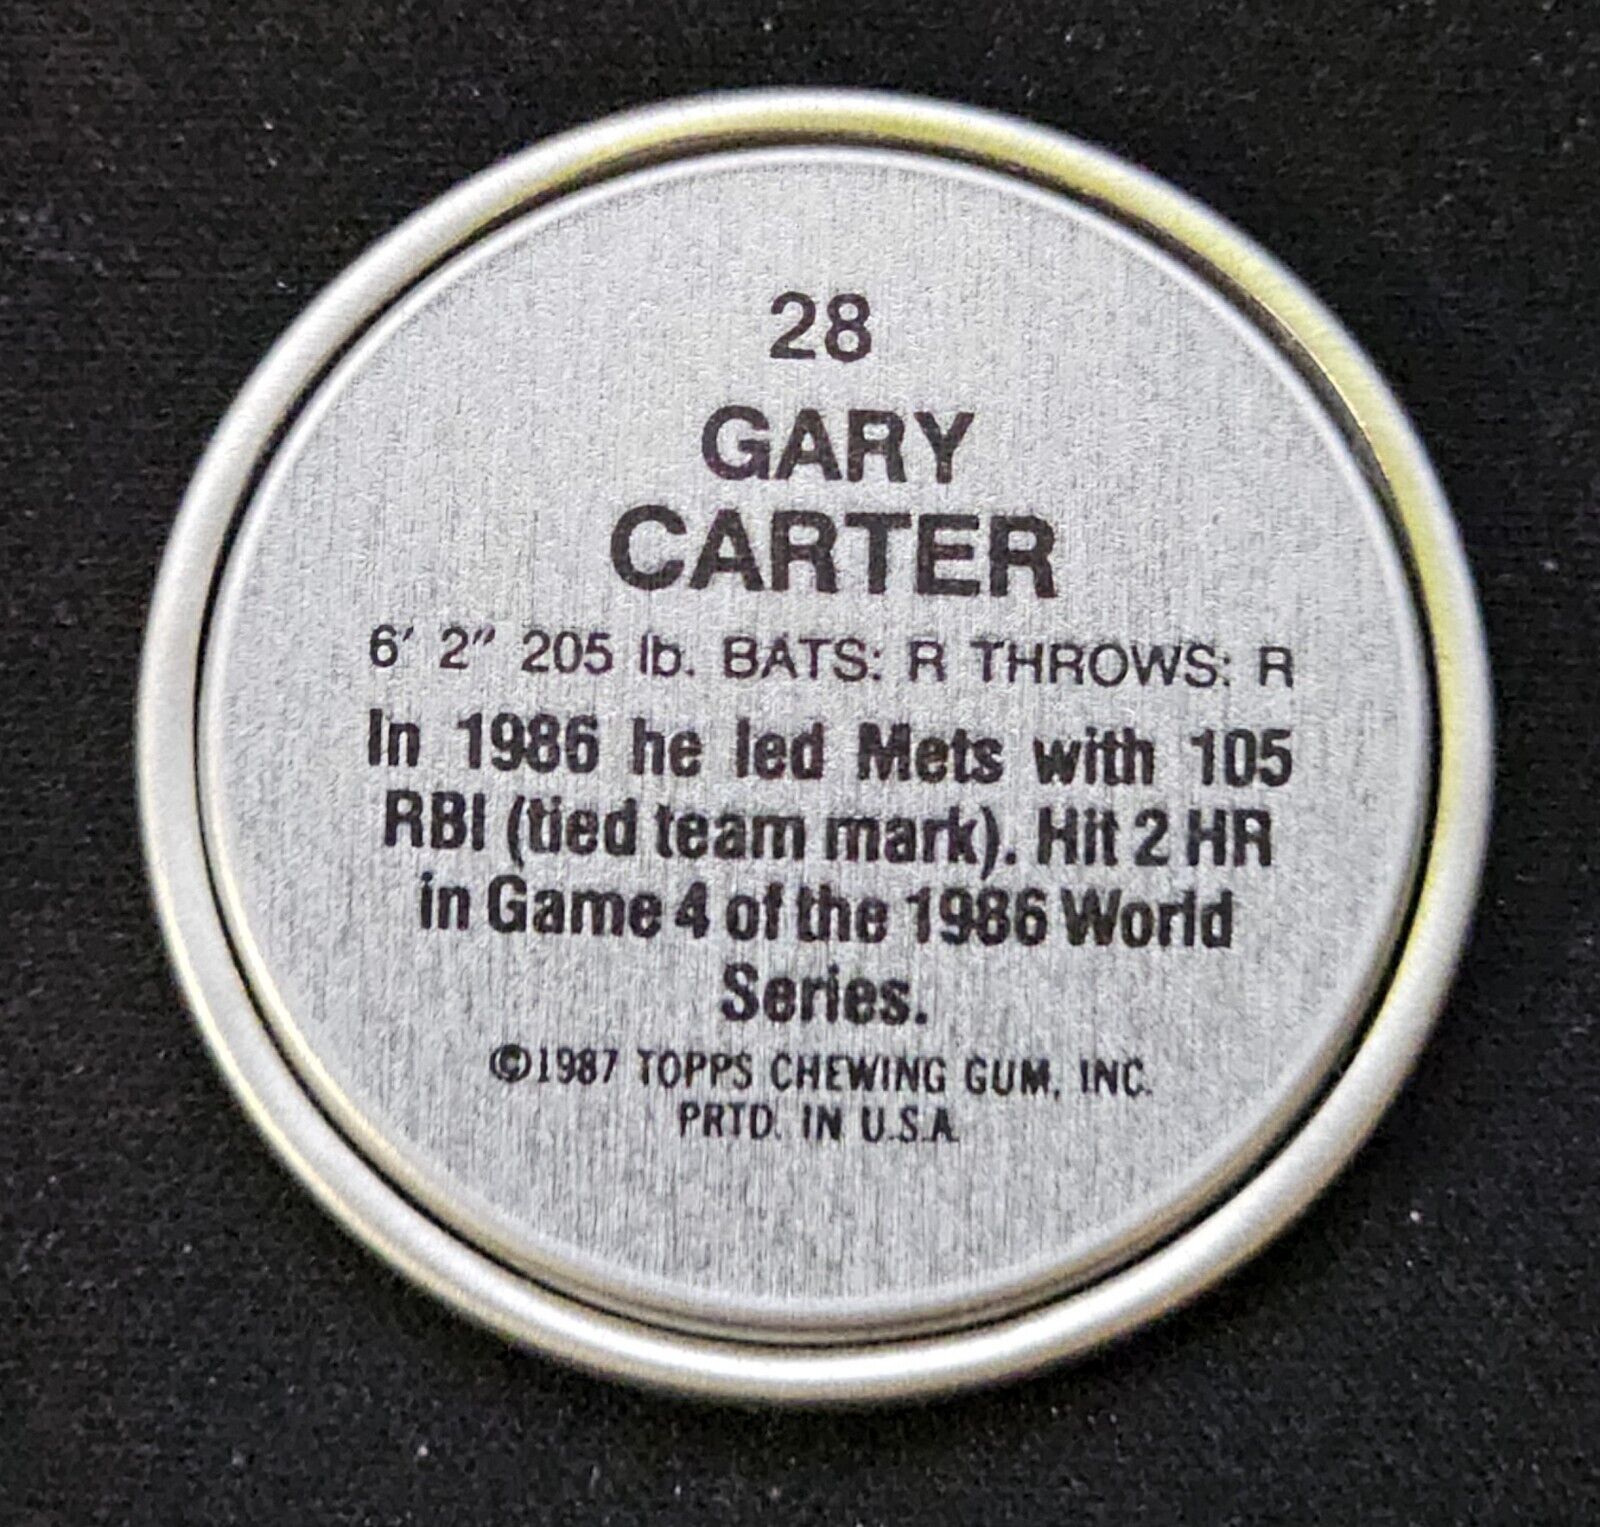 28
GARY
CARTER
6' 2" 205 lb. BATS: R THROWS: R
In 1986 he led Mets with 105
RBI (tied team mark). Hit 2 HR
in Game 4 of the 1986 World
Series.
©1987 TOPPS CHEWING GUM, INC.
PRTD. IN U.S.A.